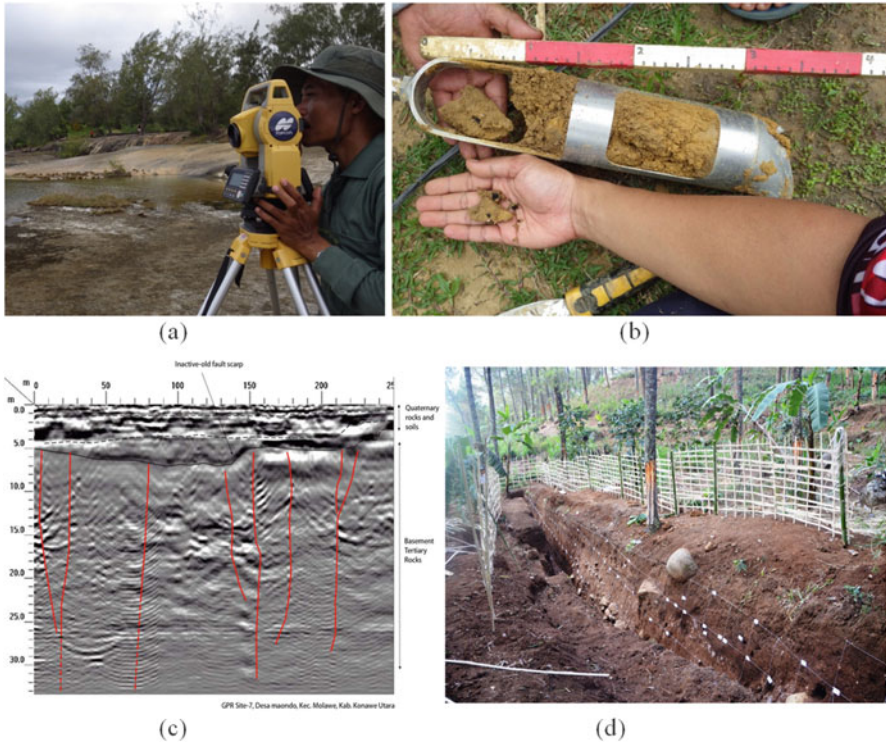 (a)
(b)
Inactive-old fault scarp
m
0 50 100 150 200 25
m
0.0
5.0
10.0
15.0
20.0
25.0
30.0
Quaternary
rocks and
soils
Basement
Tertiary
Rocks
GPR Site-7, Desa maondo, Kec. Molawe, Kab. Konawe Utara
(c)
(d)